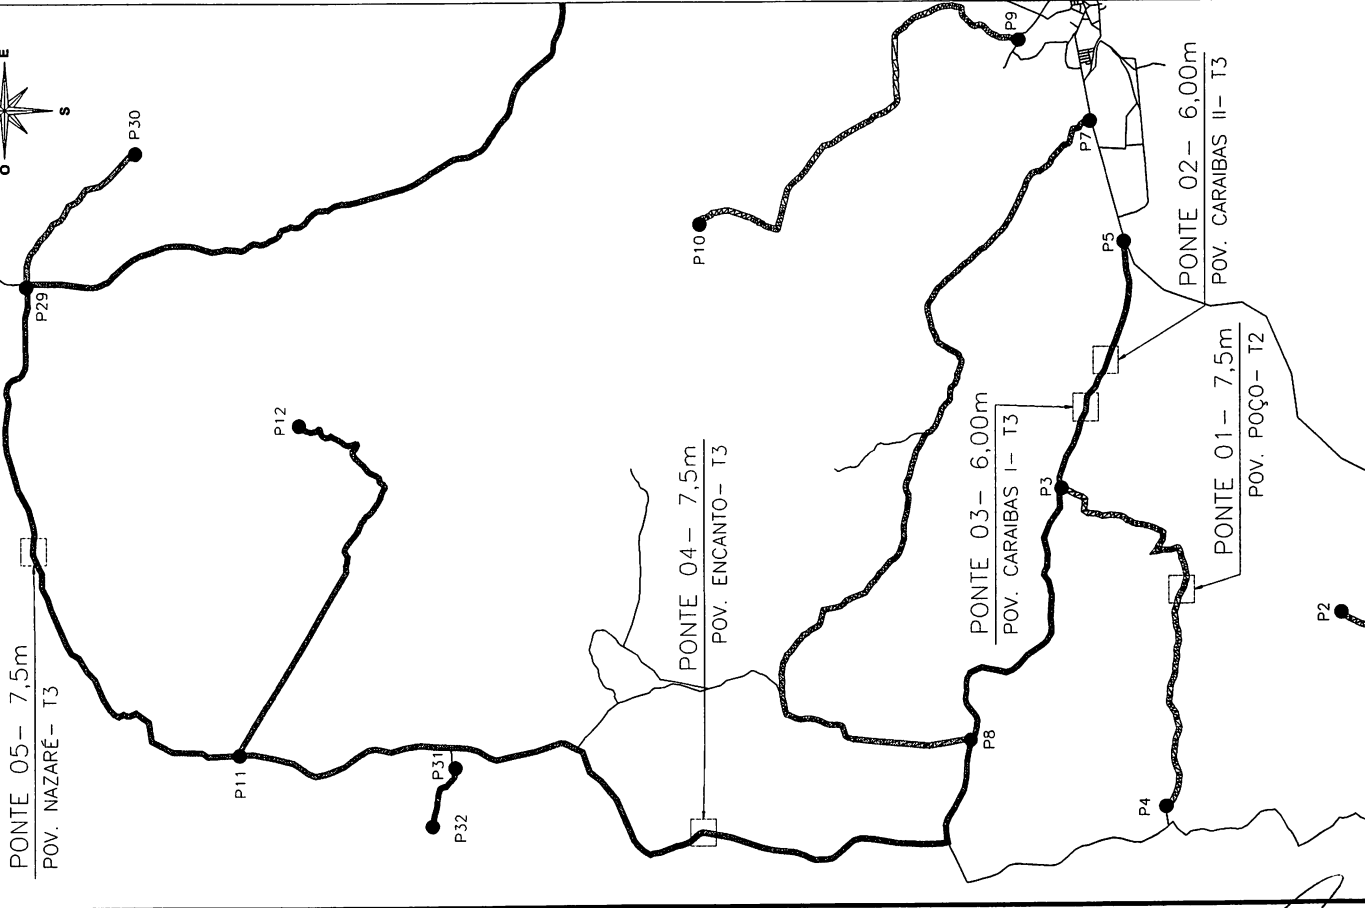 E
S
O
P30
P29
P12
PONTE 05- 7,5m
POV. NAZARÉ- T3
P11
P31
P32
P9
P7
P10
P5
PONTE 02- 6,00m
POV. CARAIBAS II- T3
PONTE 04- 7,5m
POV. ENCANTO- T3
PONTE 03- 6,00m
POV. CARAIBAS I- T3
P3
PONTE 01- 7,5m
POV. POÇO- T2
P8
P4
P2